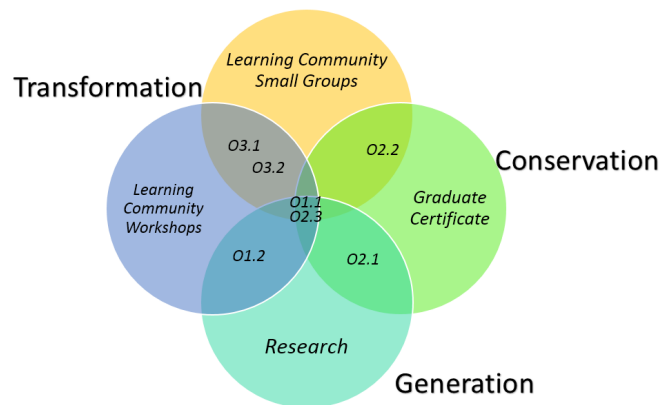 Learning Community
Small Groups
Transformation
O3.1
O3.2
O2.2
Conservation
Learning
Community
Workshops
O1.1
O2.3
Graduate
Certificate
O1.2
O2.1
Research
Generation